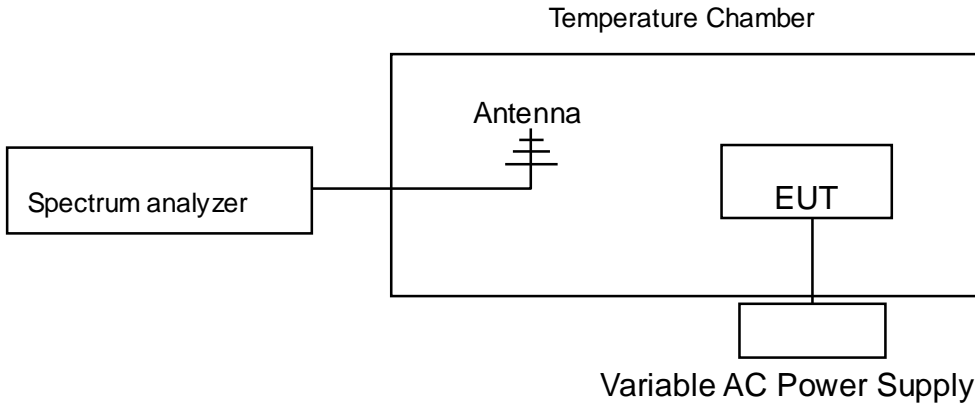 Temperature Chamber
Antenna
Spectrum analyzer
EUT
Variable AC Power Supply